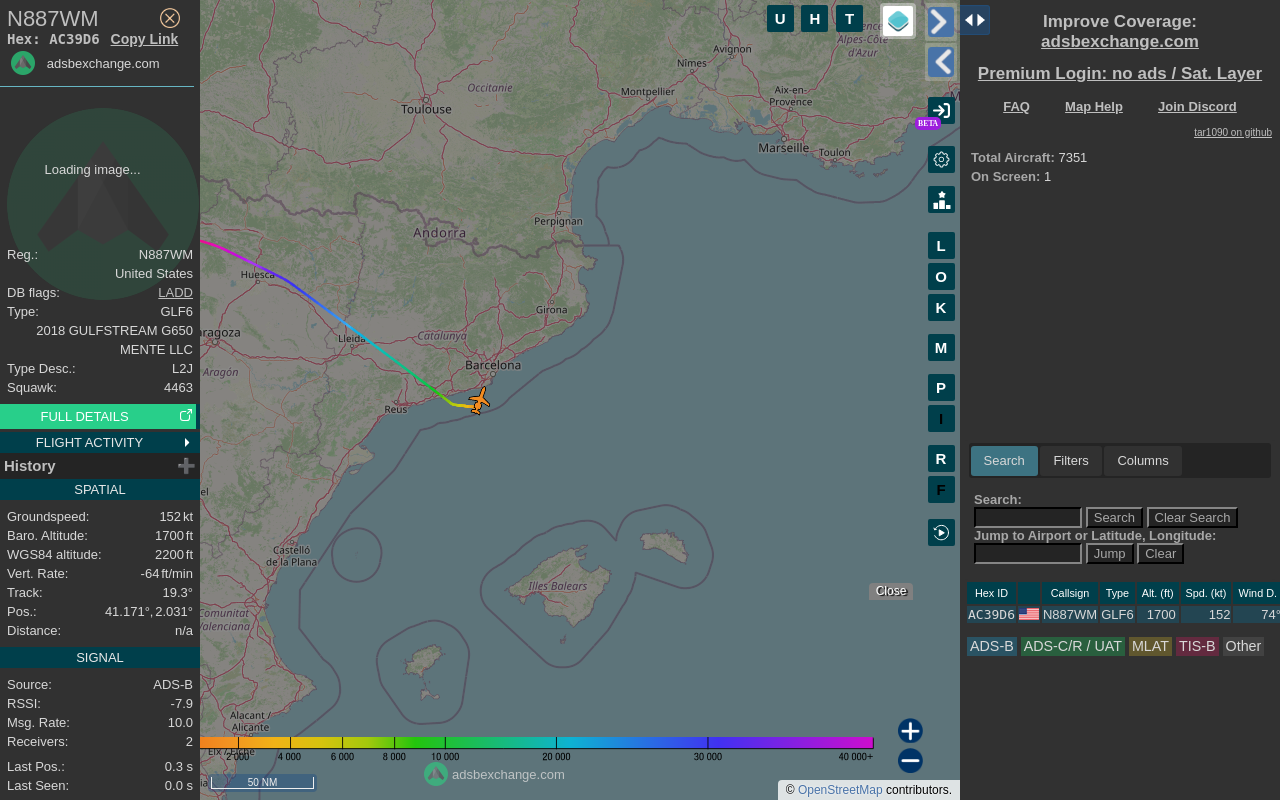 N887WM
Hex: AC39D6 Copy Link
adsbexchange.com
Loading image...
Reg.: N887WM
United States
DB flags: LADD
Type: GLF6
2018 GULFSTREAM G650
MENTE LLC
Type Desc.: L2J
Squawk: 4463
FULL DETAILS
FLIGHT ACTIVITY
History
SPATIAL
Groundspeed: 152 kt
Baro. Altitude: 1700 ft
WGS84 altitude: 2200 ft
Vert. Rate: -64 ft/min
Track: 19.3°
Pos.: 41.171°, 2.031°
Distance: n/a
SIGNAL
Source: ADS-B
RSSI: -7.9
Msg. Rate: 10.0
Receivers: 2
Last Pos.: 0.3 s
Last Seen: 0.0 s
U H T
Avignon
Alpes-Côte
d'Azur
Nîmes
Occitanie
Montpellier
Aix-en-
Provence
Toulouse
Marseille
Toulon
BETA
Perpignan
Andorra
Huesca
Girona
aragoza
Lleida
Catalunya
Aragón
Barcelona
Reus
Castelló
de la Plana
Illes Balears
Comunitat
Valenciana
Alacant /
Alicante
Elx / Elche
L
O
K
M
P
I
R
F
Close
2 000 4 000 6 000 8 000 10 000 20 000 30 000 40 000+
50 NM
adsbexchange.com
© OpenStreetMap contributors.
Improve Coverage:
adsbexchange.com
Premium Login: no ads / Sat. Layer
FAQ Map Help Join Discord
tar1090 on github
Total Aircraft: 7351
On Screen: 1
Search Filters Columns
Search:
Search Clear Search
Jump to Airport or Latitude, Longitude:
Jump Clear
Hex ID Callsign Type Alt. (ft) Spd. (kt) Wind D.
AC39D6 N887WM GLF6 1700 152 74°
ADS-B ADS-C/R / UAT MLAT TIS-B Other